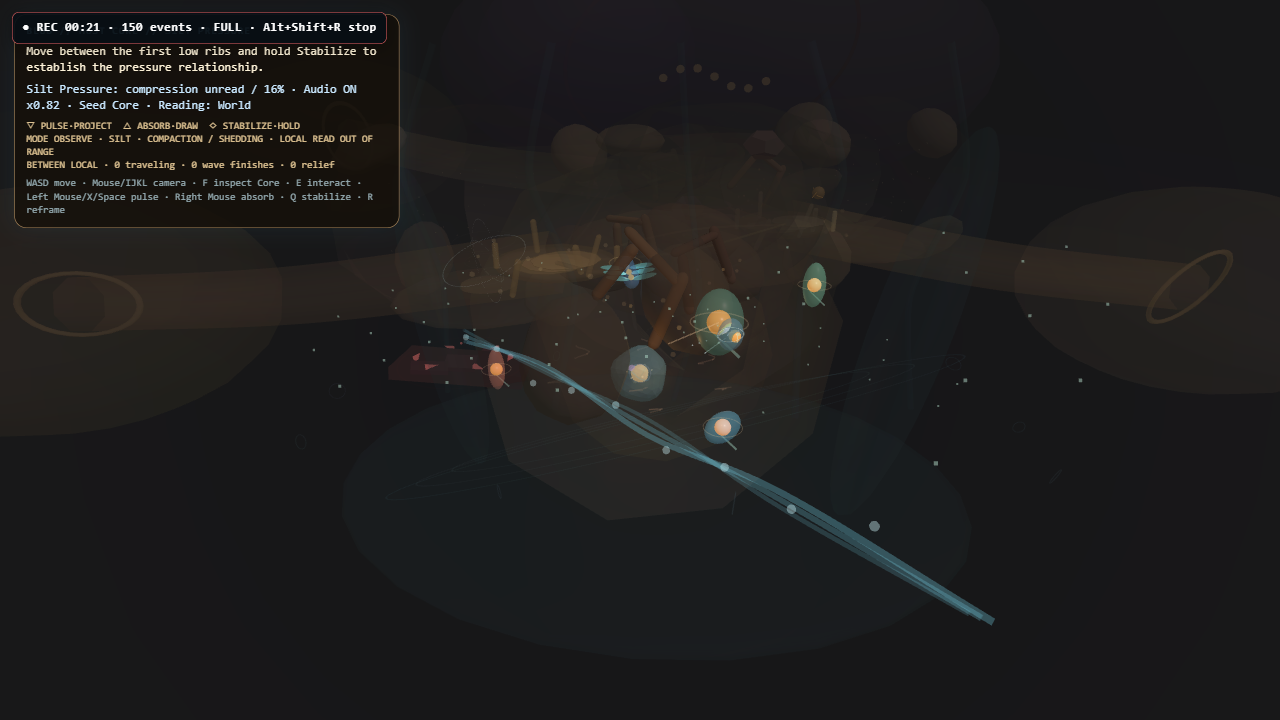 ● REC 00:21 · 150 events · FULL · Alt+Shift+R stop
Move between the first low ribs and hold Stabilize to
establish the pressure relationship.
Silt Pressure: compression unread / 16% · Audio ON
x0.82 · Seed Core · Reading: World
▽ PULSE·PROJECT △ ABSORB·DRAW ◇ STABILIZE·HOLD
MODE OBSERVE · SILT · COMPACTION / SHEDDING · LOCAL READ OUT OF
RANGE
BETWEEN LOCAL · 0 traveling · 0 wave finishes · 0 relief
WASD move · Mouse/IJKL camera · F inspect Core · E interact ·
Left Mouse/X/Space pulse · Right Mouse absorb · Q stabilize · R
reframe